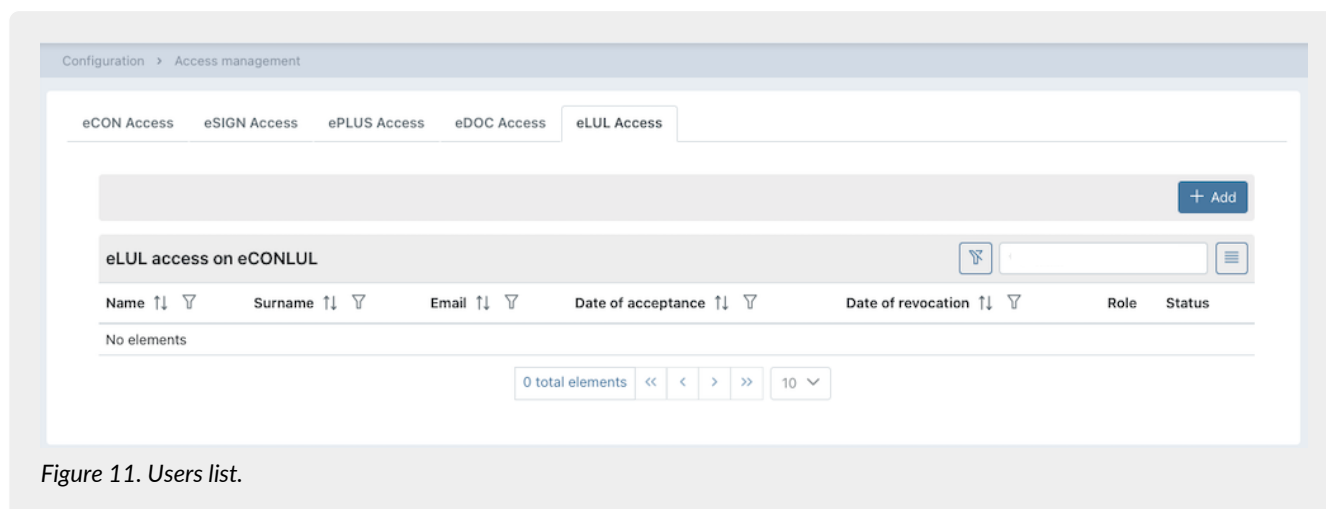 Configuration > Access management
eCON Access eSIGN Access ePLUS Access eDOC Access eLUL Access
+ Add
eLUL access on eCONLUL
Name Surname Email Date of acceptance Date of revocation Role Status
No elements
0 total elements << < > >> 10
Figure 11. Users list.